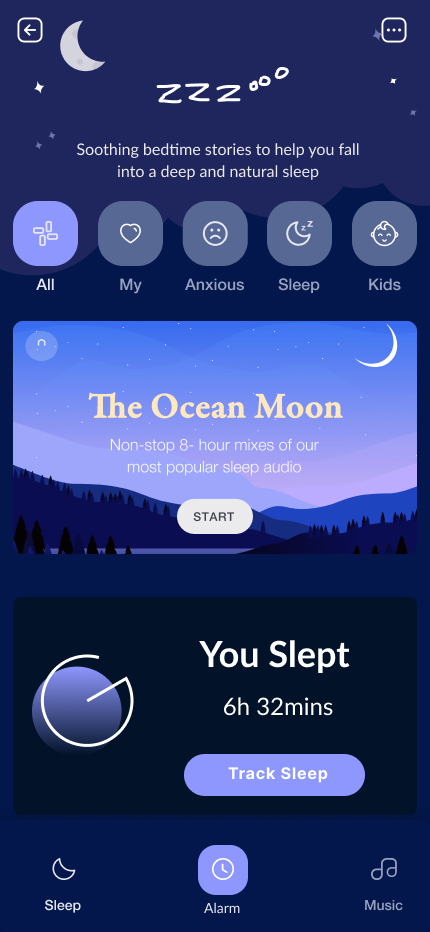 zzz
Soothing bedtime stories to help you fall
into a deep and natural sleep
z z
All
My
Anxious
Sleep
Kids
The Ocean Moon
Non-stop 8- hour mixes of our
most popular sleep audio
START
You Slept
6h 32mins
Track Sleep
Sleep
Alarm
Music